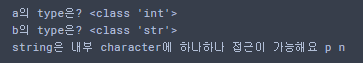 a의 type은? <class 'int'>
b의 type은? <class 'str'>
string은 내부 character에 하나하나 접근이 가능해요 p n